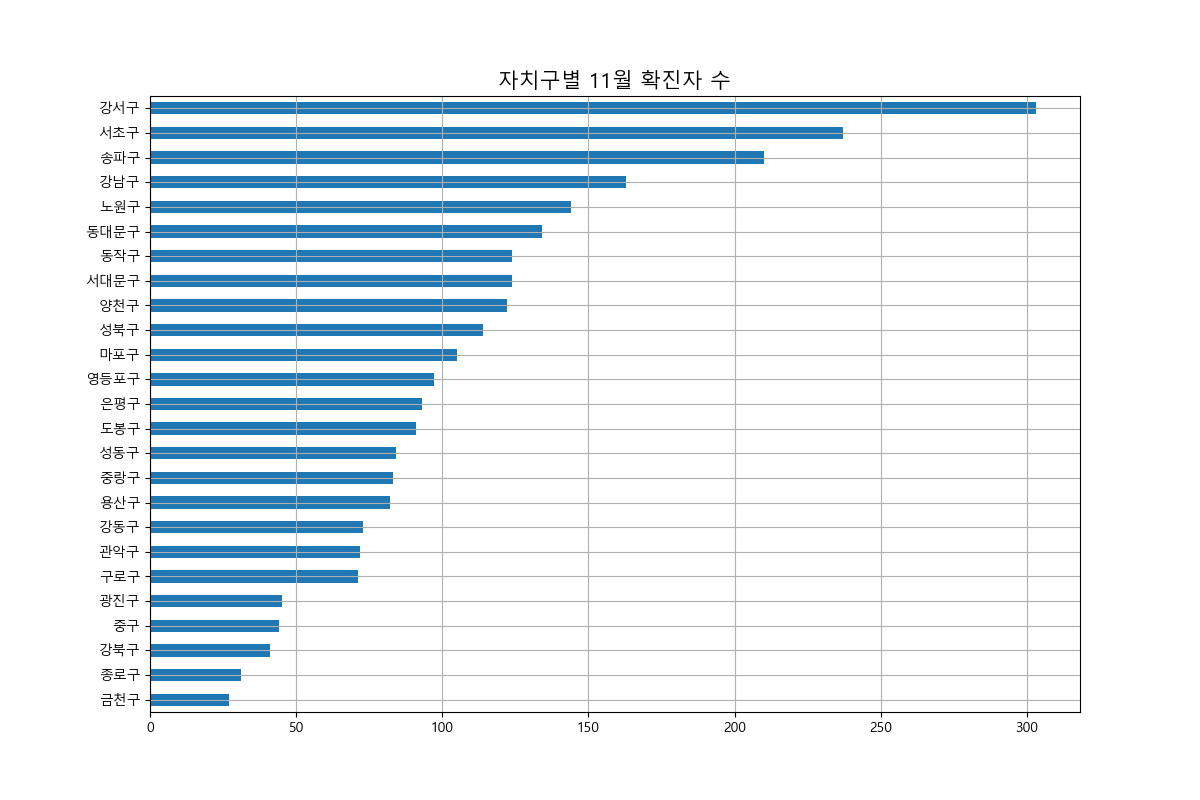 자치구별 11월 확진자 수
강서구
서초구
송파구
강남구
노원구
동대문구
동작구
서대문구
양천구
성북구
마포구
영등포구
은평구
도봉구
성동구
중랑구
용산구
강동구
관악구
구로구
광진구
중구
강북구
종로구
금천구
0 50 100 150 200 250 300